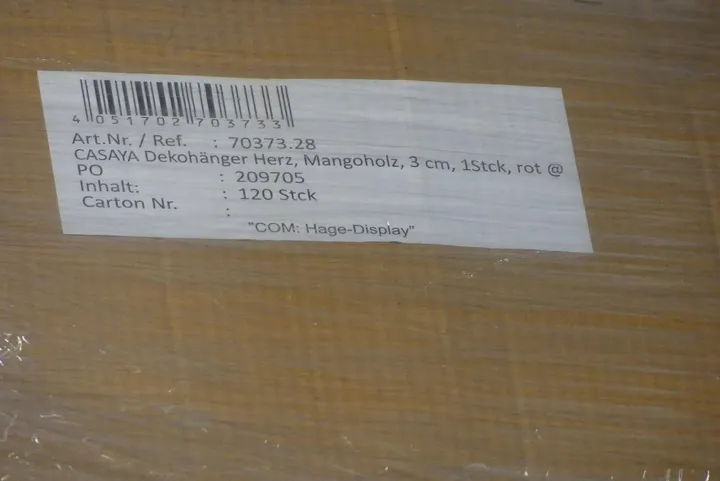 4 051702 703733
Art.Nr. / Ref. : 70373.28
CASAYA Dekohänger Herz, Mangoholz, 3 cm, 1Stck, rot @
PO : 209705
Inhalt: : 120 Stck
Carton Nr. :
"COM: Hage-Display"